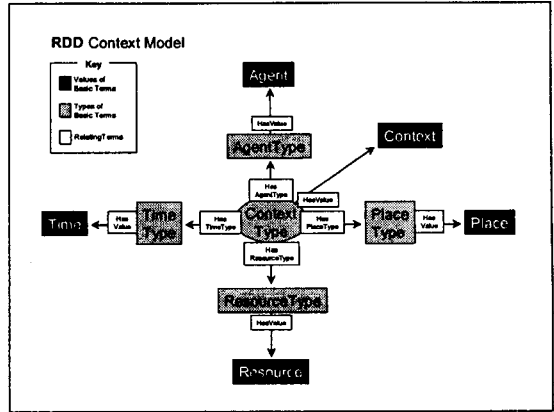 RDD Context Model
Key
Values of
Basic Terms
Types of
Basic Terms
RelatingTerms
Agent
HasValue
AgentType
Context
Has
AgentType
HasValue
Time
Has
Value
Time
Type
Has
TimeType
Context
Type
Has
PlaceType
Place
Type
Has
Value
Place
Has
ResourceType
ResourceType
HasValue
Resource